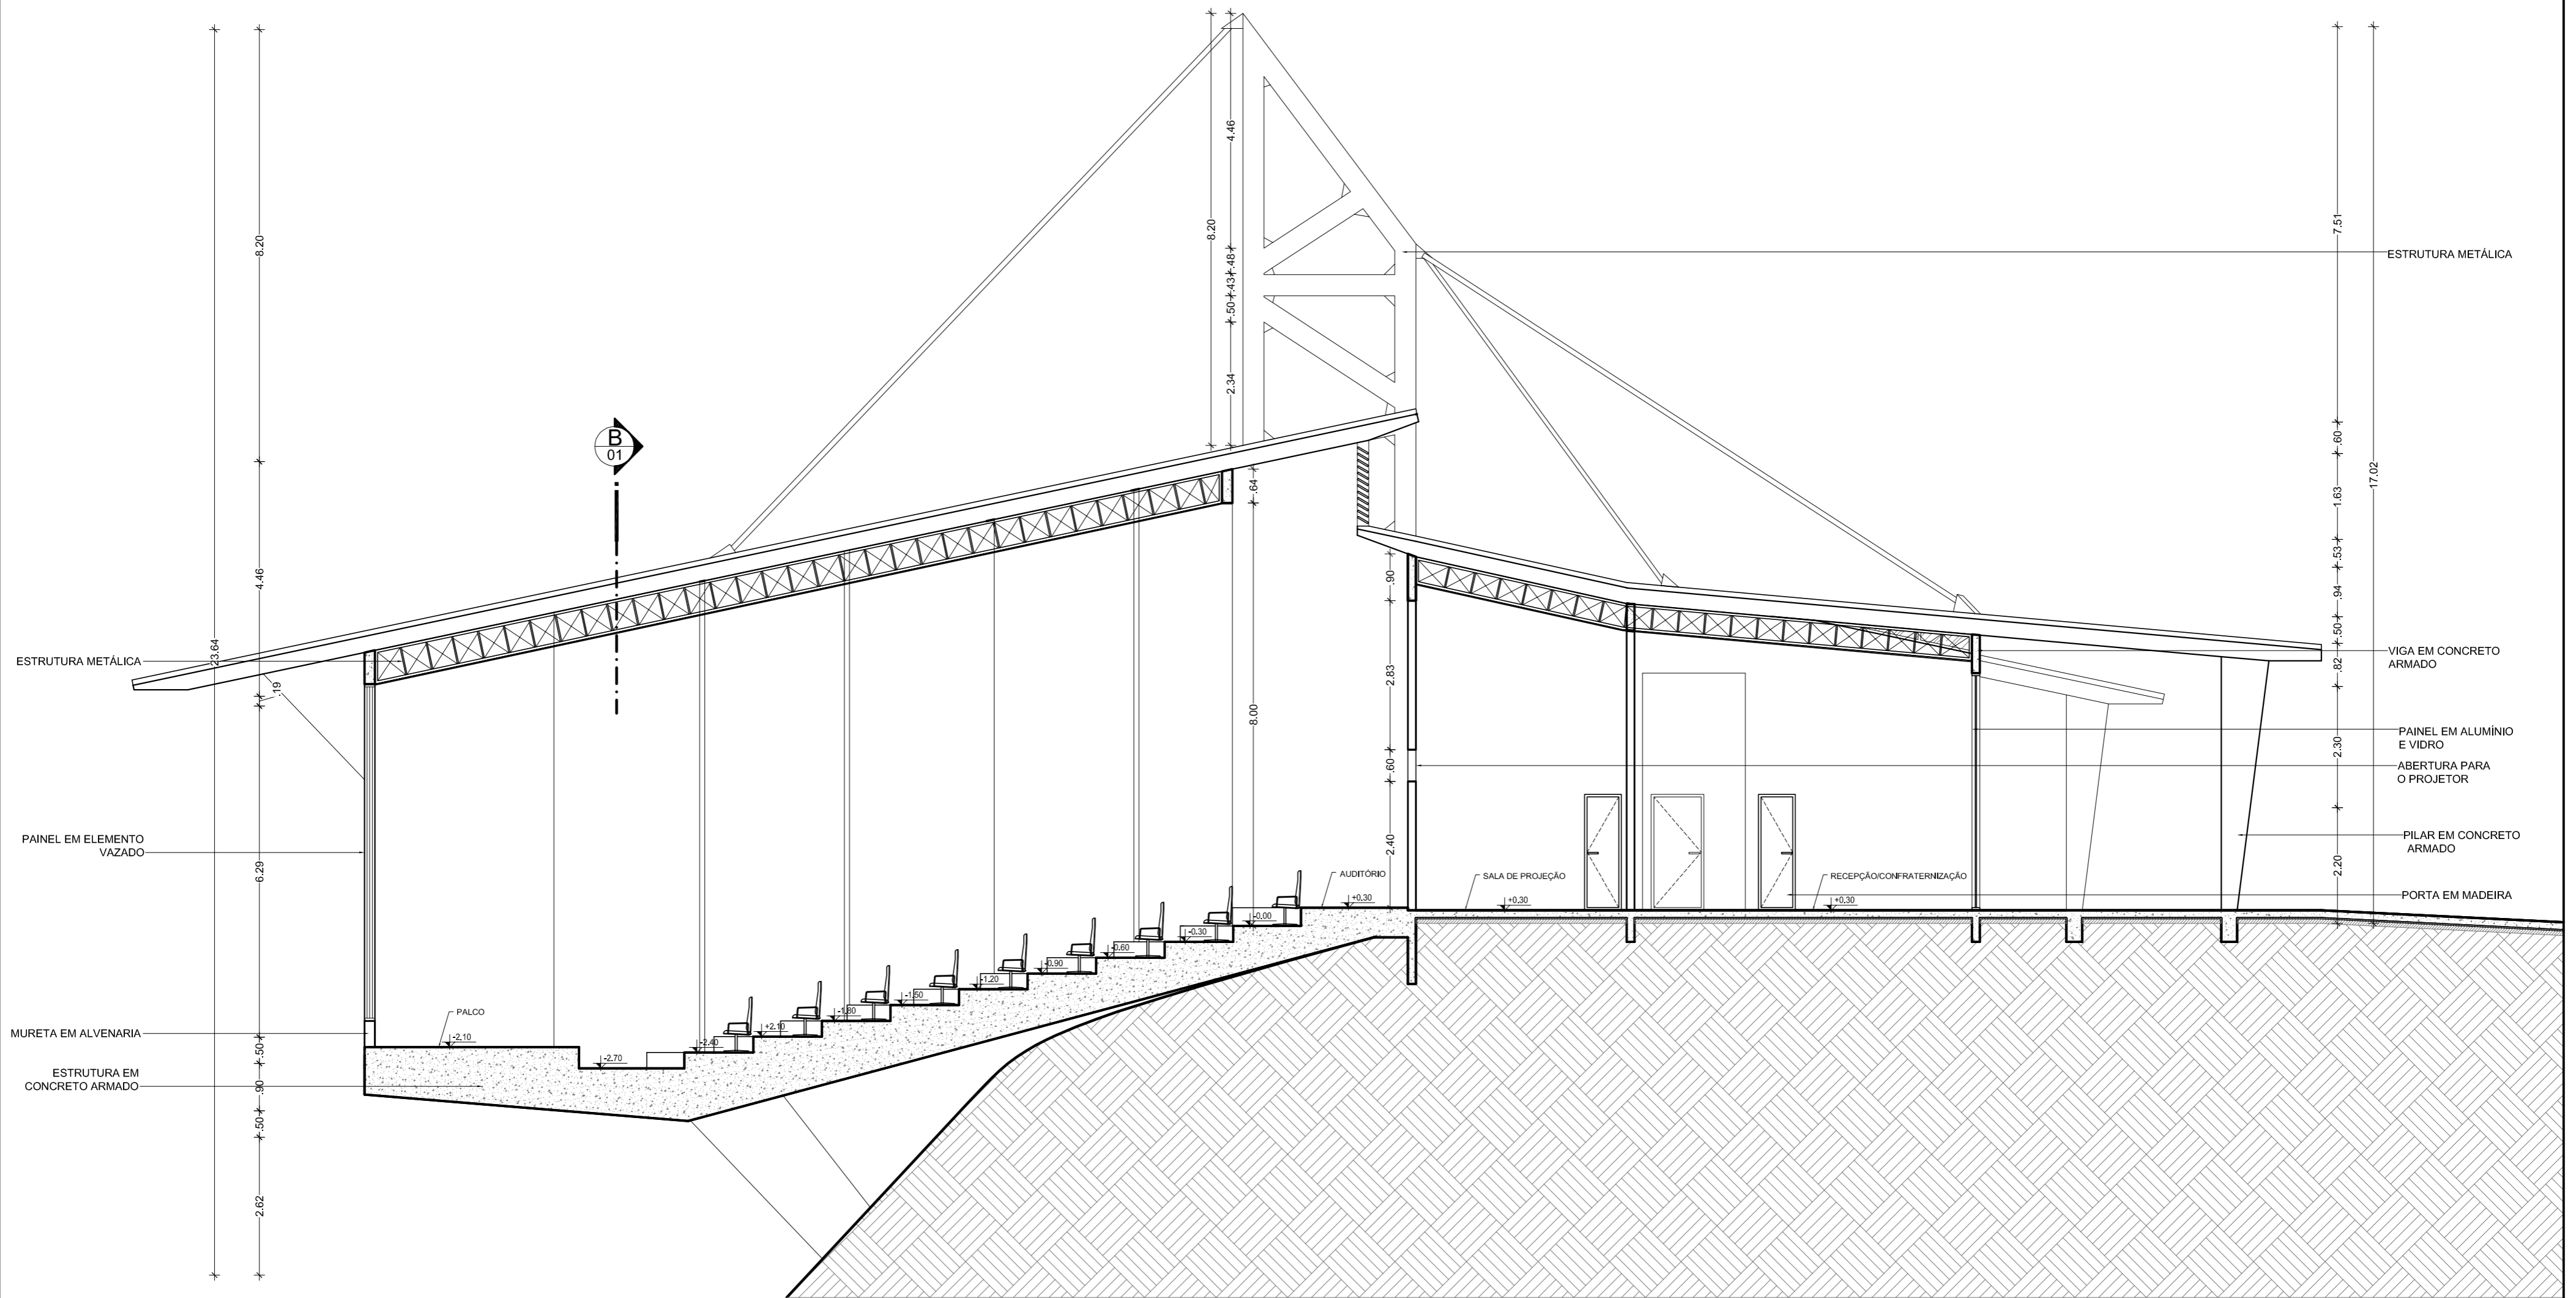 8.20
4.46
.19
6.29
.50
.90
.50
2.62
23.64
ESTRUTURA METÁLICA
PAINEL EM ELEMENTO
VAZADO
MURETA EM ALVENARIA
ESTRUTURA EM
CONCRETO ARMADO
B
01
8.20
4.46
.48
.43
.50
2.34
.64
8.00
.90
2.83
.60
2.40
PALCO
-2.10
-2.70
-2.40
+2.10
-1.80
-1.50
-1.20
-0.90
-0.60
-0.30
-0.00
AUDITÓRIO
+0.30
SALA DE PROJEÇÃO
+0.30
RECEPÇÃO/CONFRATERNIZAÇÃO
+0.30
7.51
.60
1.63
.53
.94
.50
.82
2.30
2.20
17.02
ESTRUTURA METÁLICA
VIGA EM CONCRETO
ARMADO
PAINEL EM ALUMÍNIO
E VIDRO
ABERTURA PARA
O PROJETOR
PILAR EM CONCRETO
ARMADO
PORTA EM MADEIRA